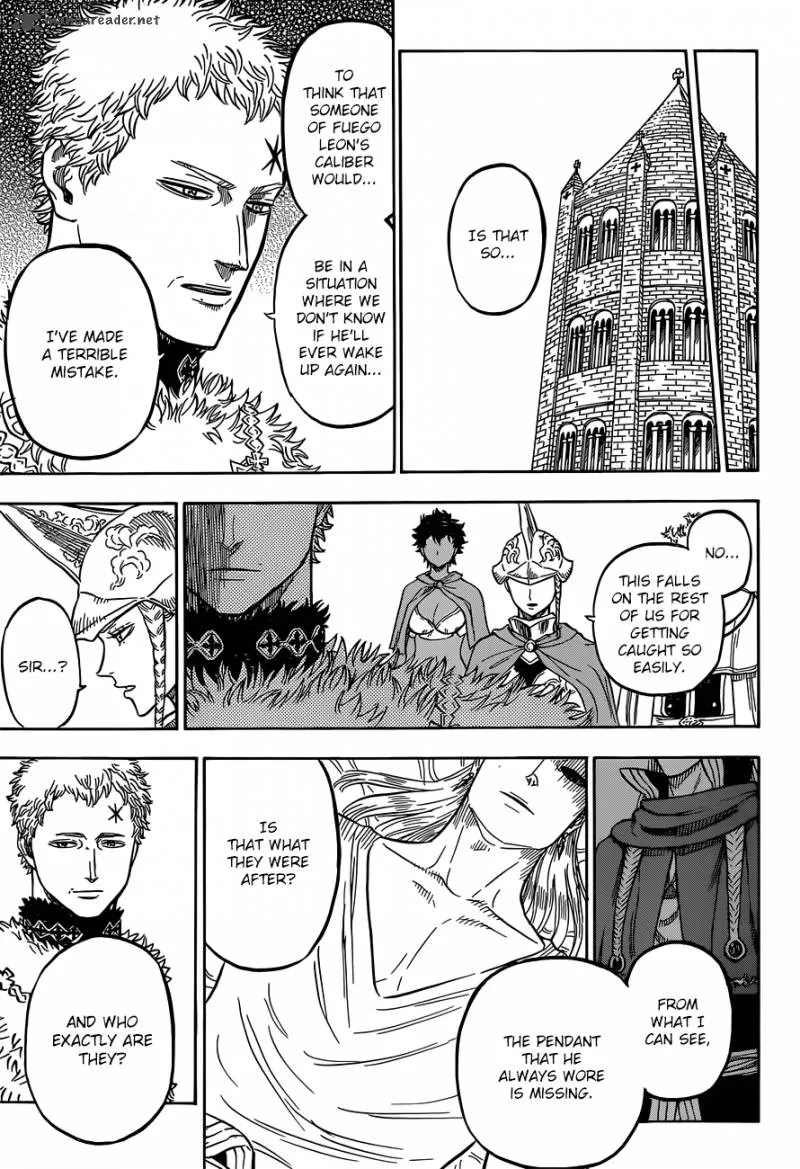 IS THAT
SO...
TO
THINK THAT
SOMEONE
OF FUEGO
LEON'S
CALIBER
WOULD...
BE IN A
SITUATION
WHERE WE
DON'T KNOW
IF HE'LL
EVER WAKE
UP AGAIN...
I'VE MADE
A TERRIBLE
MISTAKE.
NO...
THIS FALLS
ON THE REST
OF US FOR
GETTING
CAUGHT SO
EASILY.
SIR...?
FROM
WHAT I
CAN SEE,
THE PENDANT
THAT HE
ALWAYS WORE
IS MISSING.
IS
THAT WHAT
THEY WERE
AFTER?
AND WHO
EXACTLY ARE
THEY?